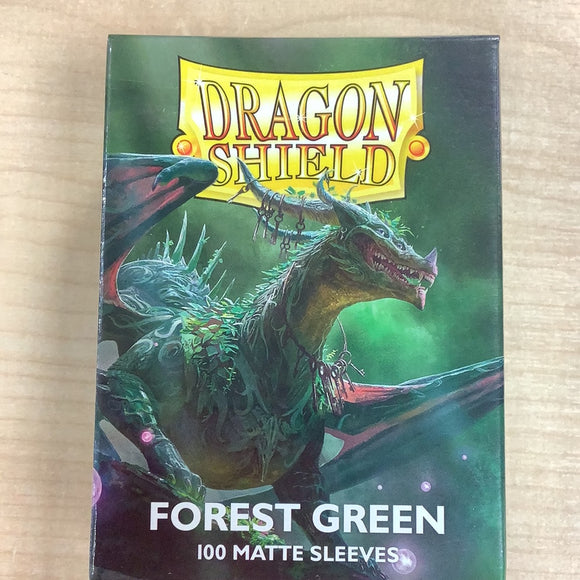 DRAGON
SHIELD
FOREST GREEN
100 MATTE SLEEVES